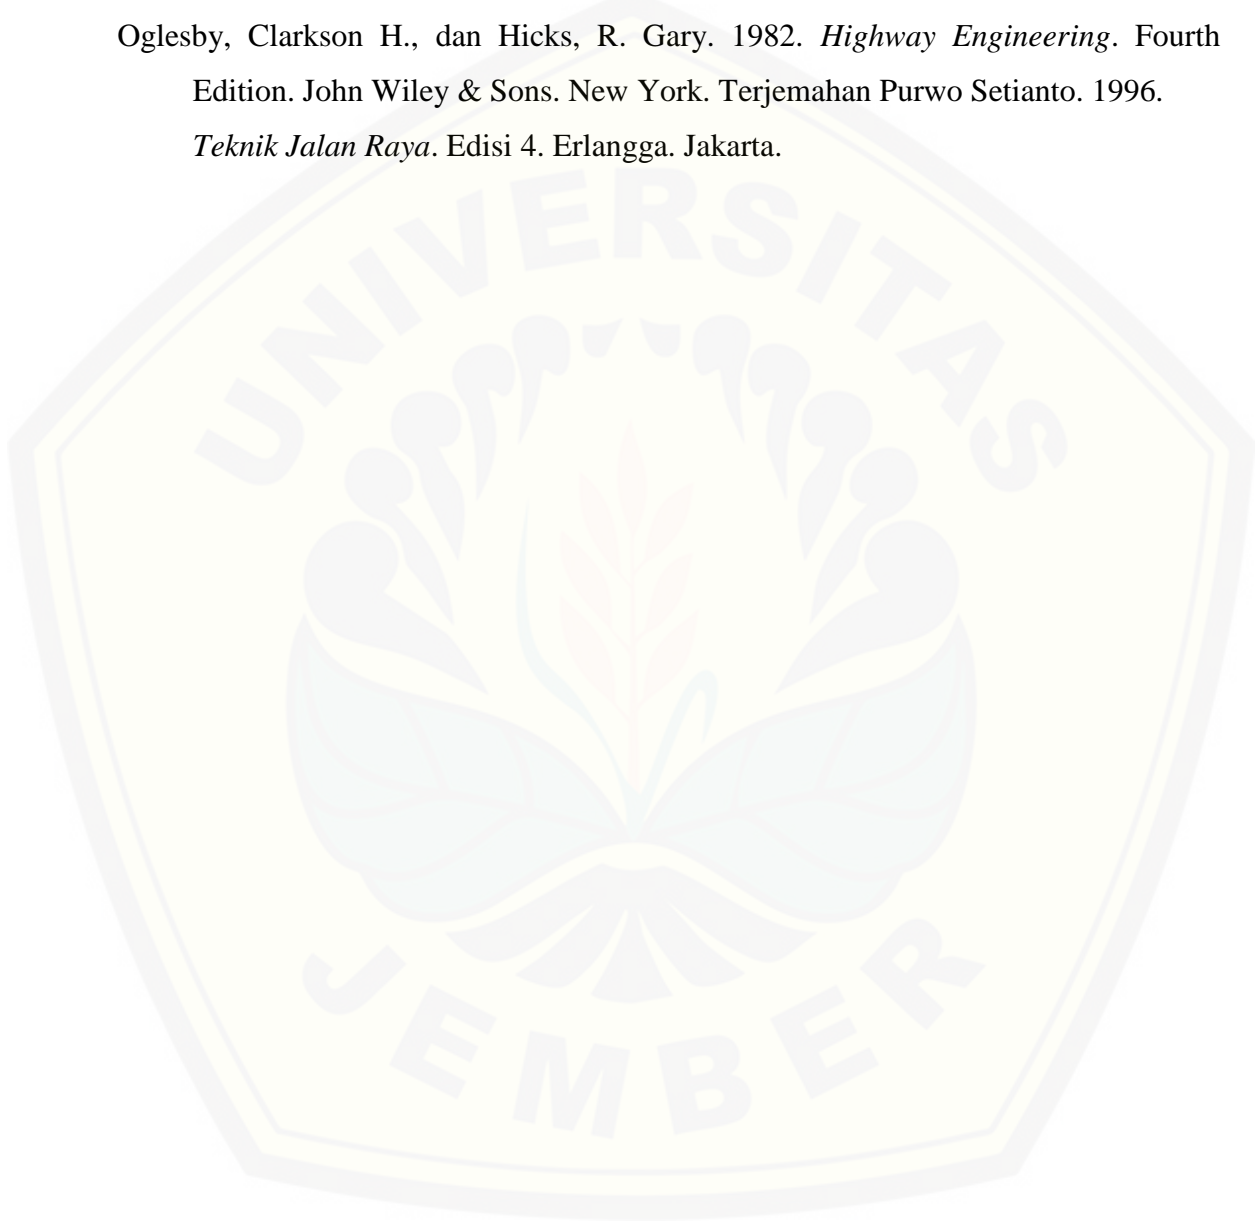 Oglesby, Clarkson H., dan Hicks, R. Gary. 1982. Highway Engineering. Fourth
Edition. John Wiley & Sons. New York. Terjemahan Purwo Setianto. 1996.
Teknik Jalan Raya. Edisi 4. Erlangga. Jakarta.
UNIVERSITAS
JEMBER